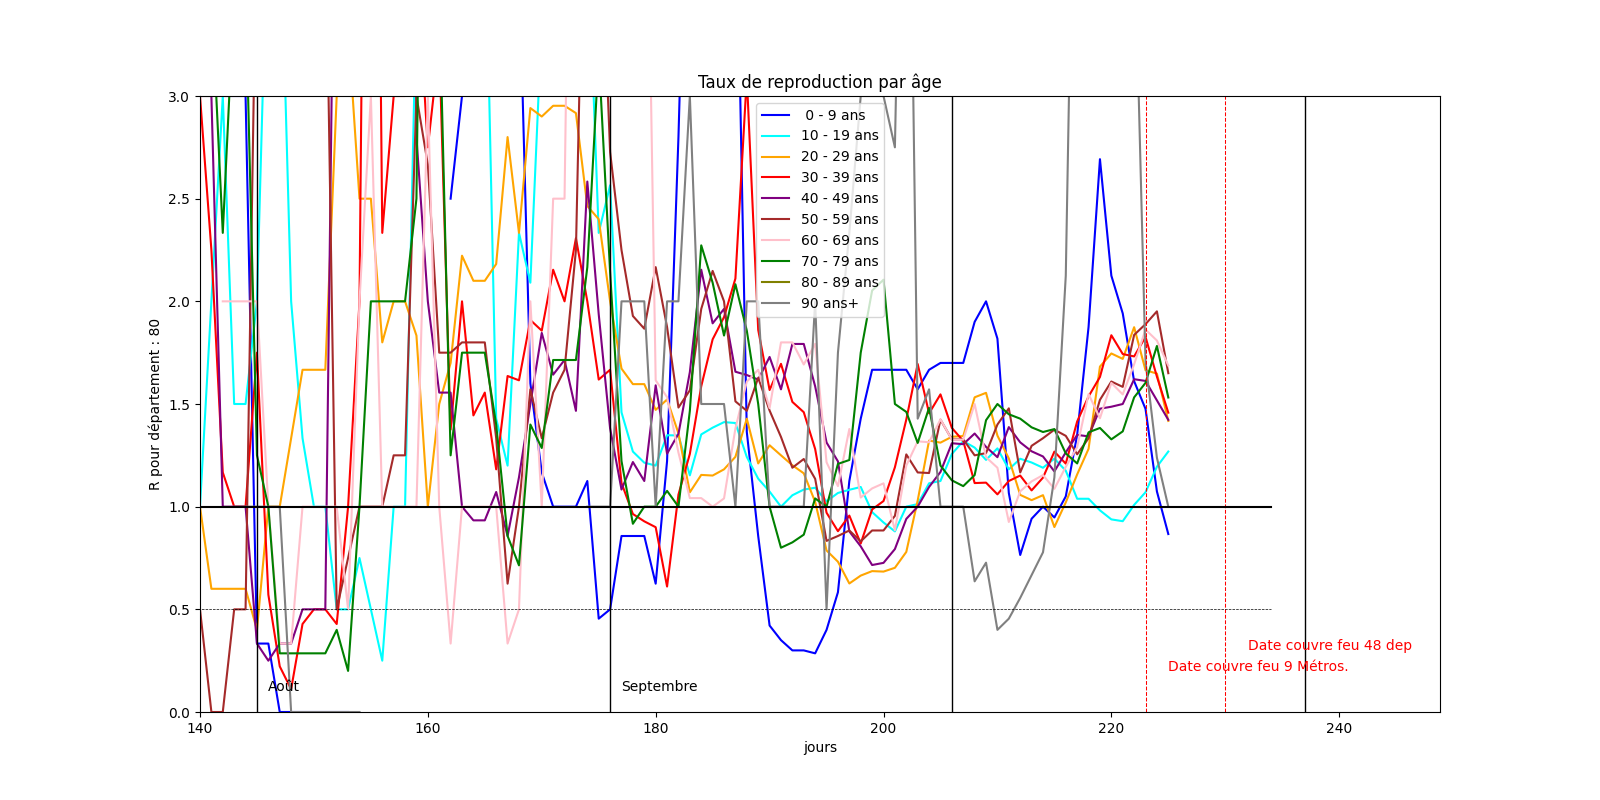 Taux de reproduction par âge
3.0
2.5
2.0
1.5
1.0
0.5
0.0
R pour département : 80
0 - 9 ans
10 - 19 ans
20 - 29 ans
30 - 39 ans
40 - 49 ans
50 - 59 ans
60 - 69 ans
70 - 79 ans
80 - 89 ans
90 ans+
Date couvre feu 48 dep
Date couvre feu 9 Métros.
Août
Septembre
140
160
180
200
220
240
jours